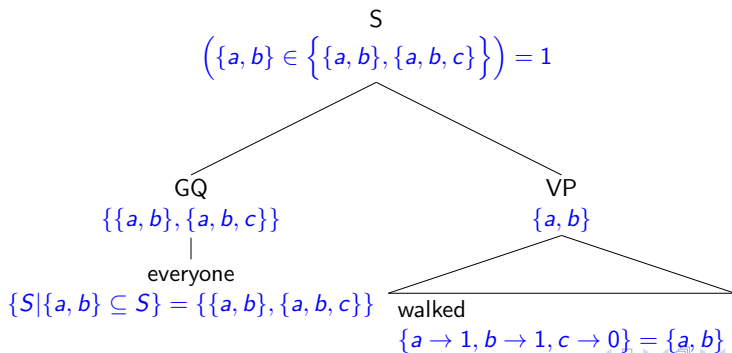 S
({a, b} ∈ {{a, b}, {a, b, c}}) = 1
GQ VP
{{a, b}, {a, b, c}} {a, b}
everyone
{S|{a, b} ⊆ S} = {{a, b}, {a, b, c}}
walked
{a → 1, b → 1, c → 0} = {a, b}